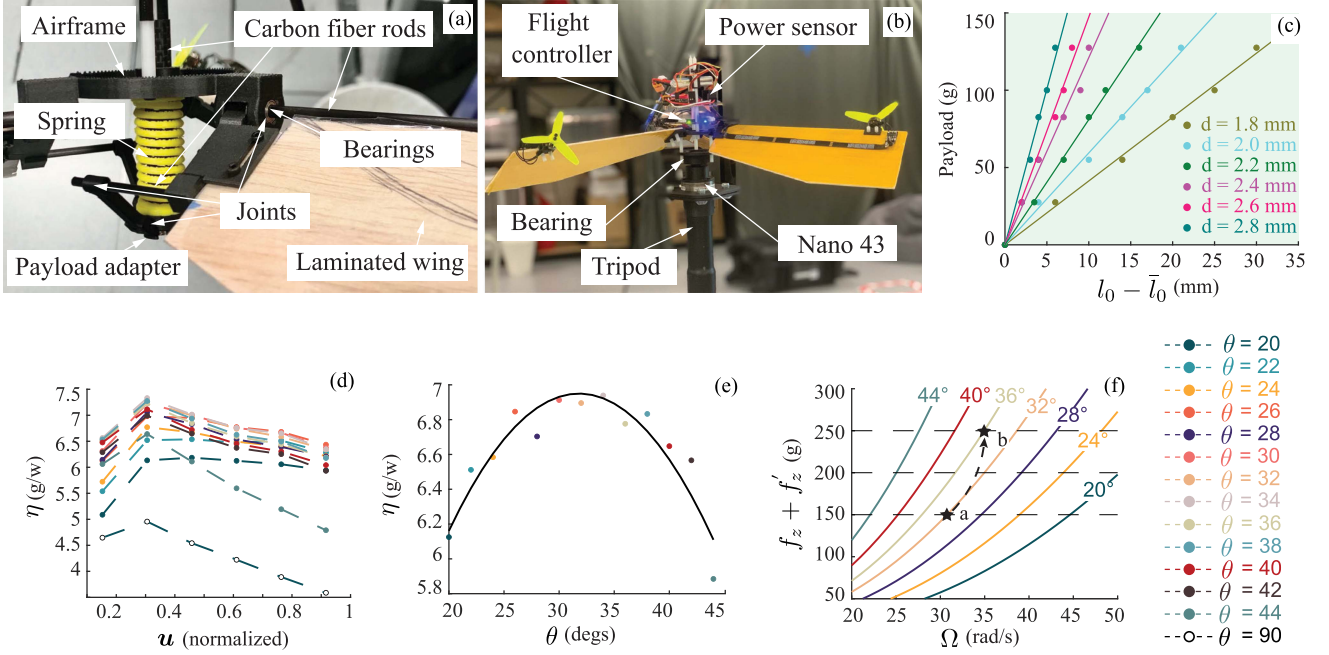 (a)
Airframe
Carbon fiber rods
Spring
Bearings
Joints
Payload adapter
Laminated wing
(b)
Flight
controller
Power sensor
Bearing
Tripod
Nano 43
(c)
Payload (g)
150
100
50
0
d = 1.8 mm
d = 2.0 mm
d = 2.2 mm
d = 2.4 mm
d = 2.6 mm
d = 2.8 mm
0 5 10 15 20 25 30 35
l₀ − l̅₀ (mm)
(d)
η (g/w)
7.5
7
6.5
6
5.5
5
4.5
4
0.2 0.4 0.6 0.8 1
u (normalized)
(e)
η (g/w)
7
6.8
6.6
6.4
6.2
6
5.8
20 25 30 35 40 45
θ (degs)
(f)
f_z + f_z′ (g)
300
250
200
150
100
50
44° 40° 36° 32° 28° 24° 20°
b
a
20 25 30 35 40 45 50
Ω (rad/s)
θ = 20
θ = 22
θ = 24
θ = 26
θ = 28
θ = 30
θ = 32
θ = 34
θ = 36
θ = 38
θ = 40
θ = 42
θ = 44
θ = 90